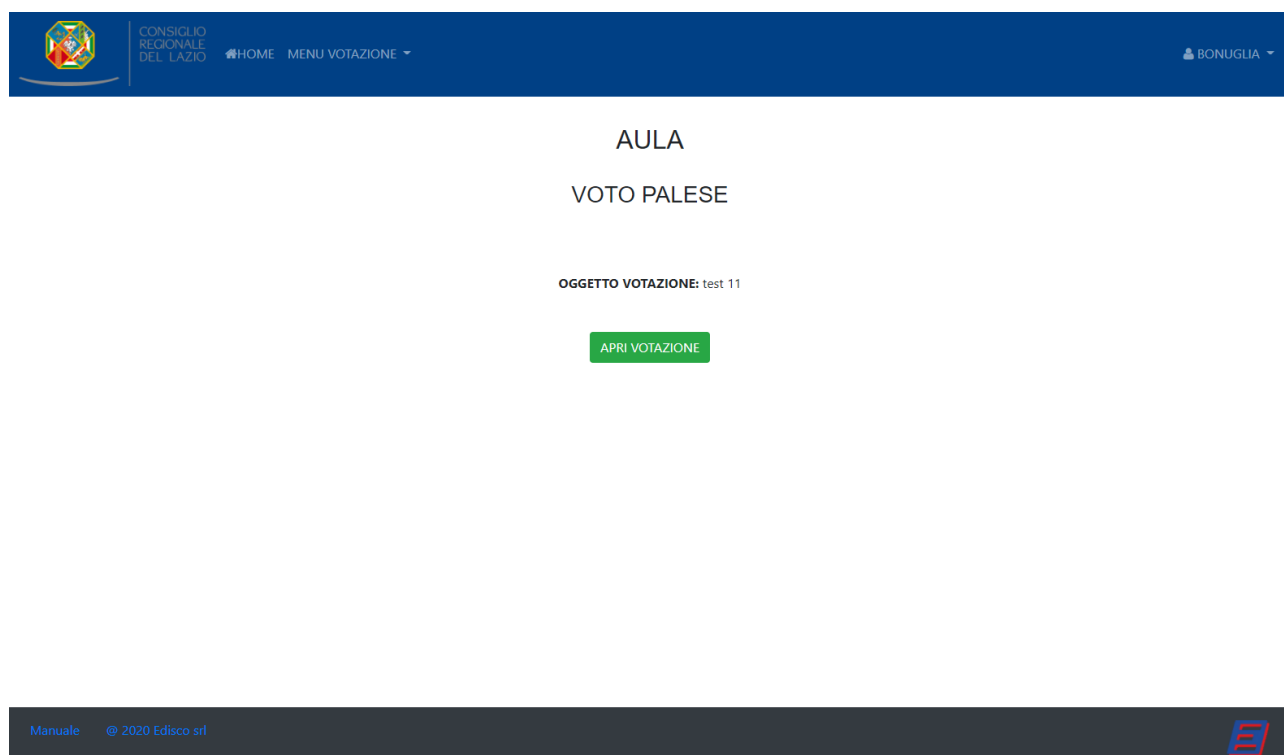 CONSIGLIO
REGIONALE
DEL LAZIO
HOME MENU VOTAZIONE
BONUGLIA
AULA
VOTO PALESE
OGGETTO VOTAZIONE: test 11
APRI VOTAZIONE
Manuale @ 2020 Edisco srl